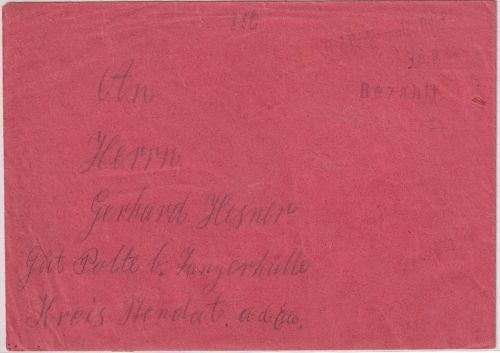 An
Herrn
Gerhard Hesner
Gut Polte b. Tangerhütte
Kreis Stendal. a.d. Elbe.
Bezahlt